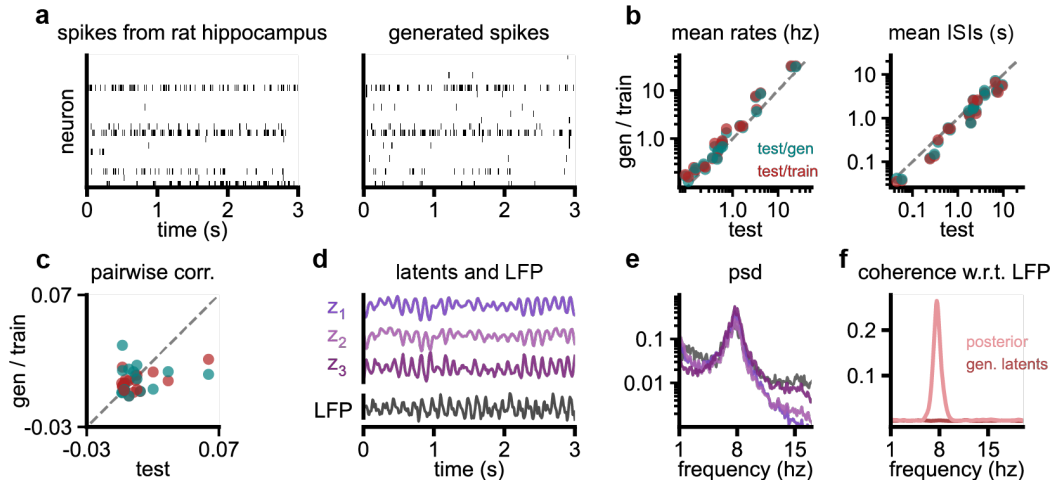 a
spikes from rat hippocampus
generated spikes
neuron
0 1 2 3
time (s)
0 1 2 3
time (s)
b
mean rates (hz)
mean ISIs (s)
gen / train
10
1.0
test/gen
test/train
1.0 10
test
10
1.0
0.1
0.1 1.0 10
test
c
pairwise corr.
0.07
gen / train
-0.03
-0.03 0.07
test
d
latents and LFP
z1
z2
z3
LFP
0 1 2 3
time (s)
e
psd
0.1
0.01
1 8 15
frequency (hz)
f
coherence w.r.t. LFP
0.2
0.1
posterior
gen. latents
1 8 15
frequency (hz)